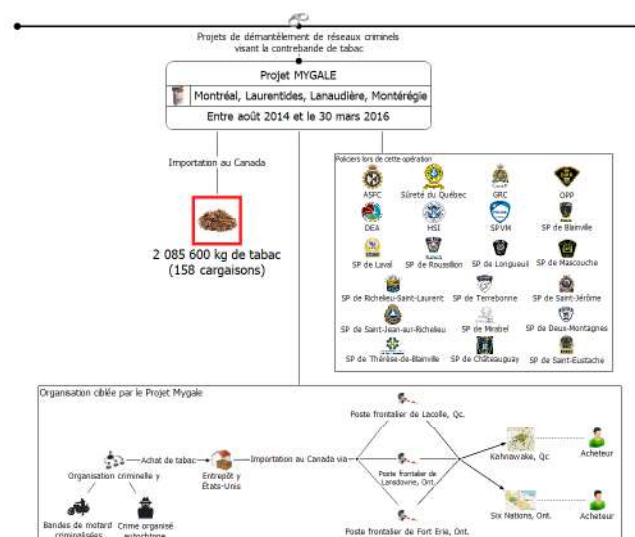 Projets de démantèlement de réseaux criminels
visant la contrebande de tabac
Projet MYGALE
Montréal, Laurentides, Lanaudière, Montérégie
Entre août 2014 et le 30 mars 2016
Importation au Canada
2 085 600 kg de tabac
(158 cargaisons)
Policiers lors de cette opération
ASFC
Sûreté du Québec
GRC
OPP
DEA
HSI
SPVM
SP de Blainville
SP de Laval
SP de Roussillon
SP de Longueuil
SP de Mascouche
SP de Richelieu-Saint-Laurent
SP de Terrebonne
SP de Saint-Jérôme
SP de Saint-Jean-sur-Richelieu
SP de Mirabel
SP de Deux-Montagnes
SP de Thérèse-de-Blainville
SP de Châteauguay
SP de Saint-Eustache
Organisation ciblée par le Projet Mygale
Poste frontalier de Lacolle, Qc.
Organisation criminelle y
Achat de tabac
Entrepôt y
États-Unis
Importation au Canada via
Poste frontalier de
Lansdowne, Ont.
Kahnawake, Qc
Acheteur
Six Nations, Ont.
Acheteur
Bandes de motard
criminalisées
Crime organisé
autochtone
Poste frontalier de Fort Erie, Ont.